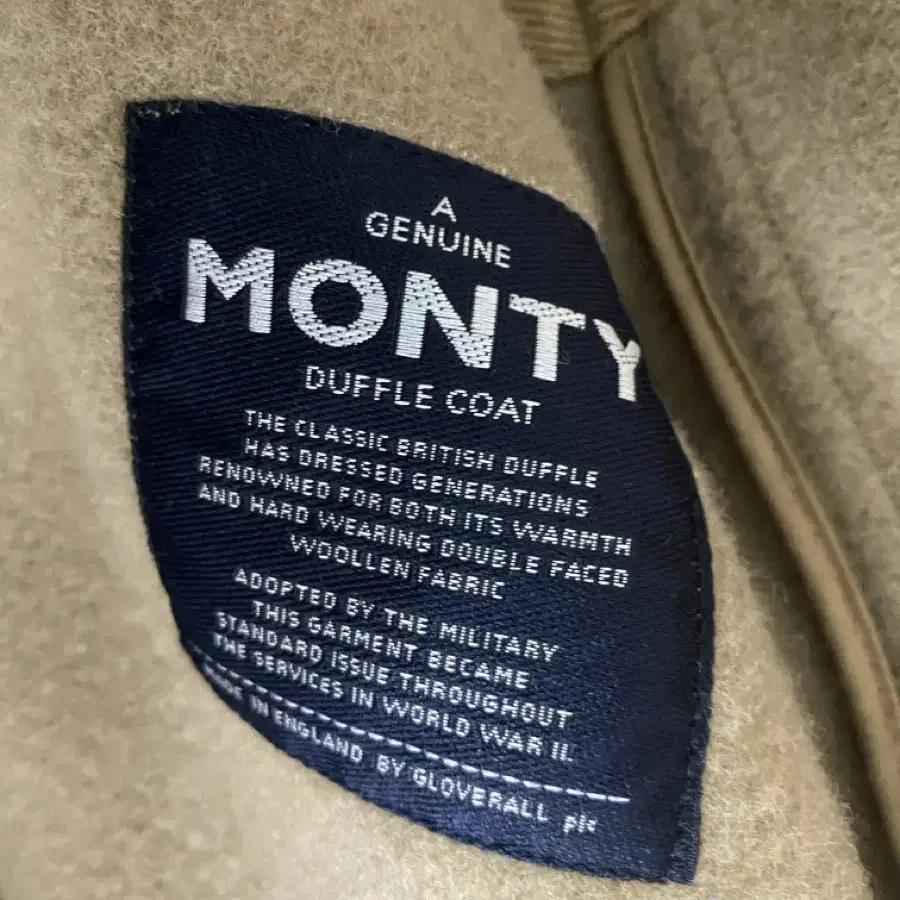 A
GENUINE
MONTY
DUFFLE COAT
THE CLASSIC BRITISH DUFFLE
HAS DRESSED GENERATIONS
RENOWNED FOR BOTH ITS WARMTH
AND HARD WEARING DOUBLE FACED
WOOLLEN FABRIC
ADOPTED BY THE MILITARY
THIS GARMENT BECAME
STANDARD ISSUE THROUGHOUT
THE SERVICES IN WORLD WAR II.
MADE IN ENGLAND BY GLOVERALL plc